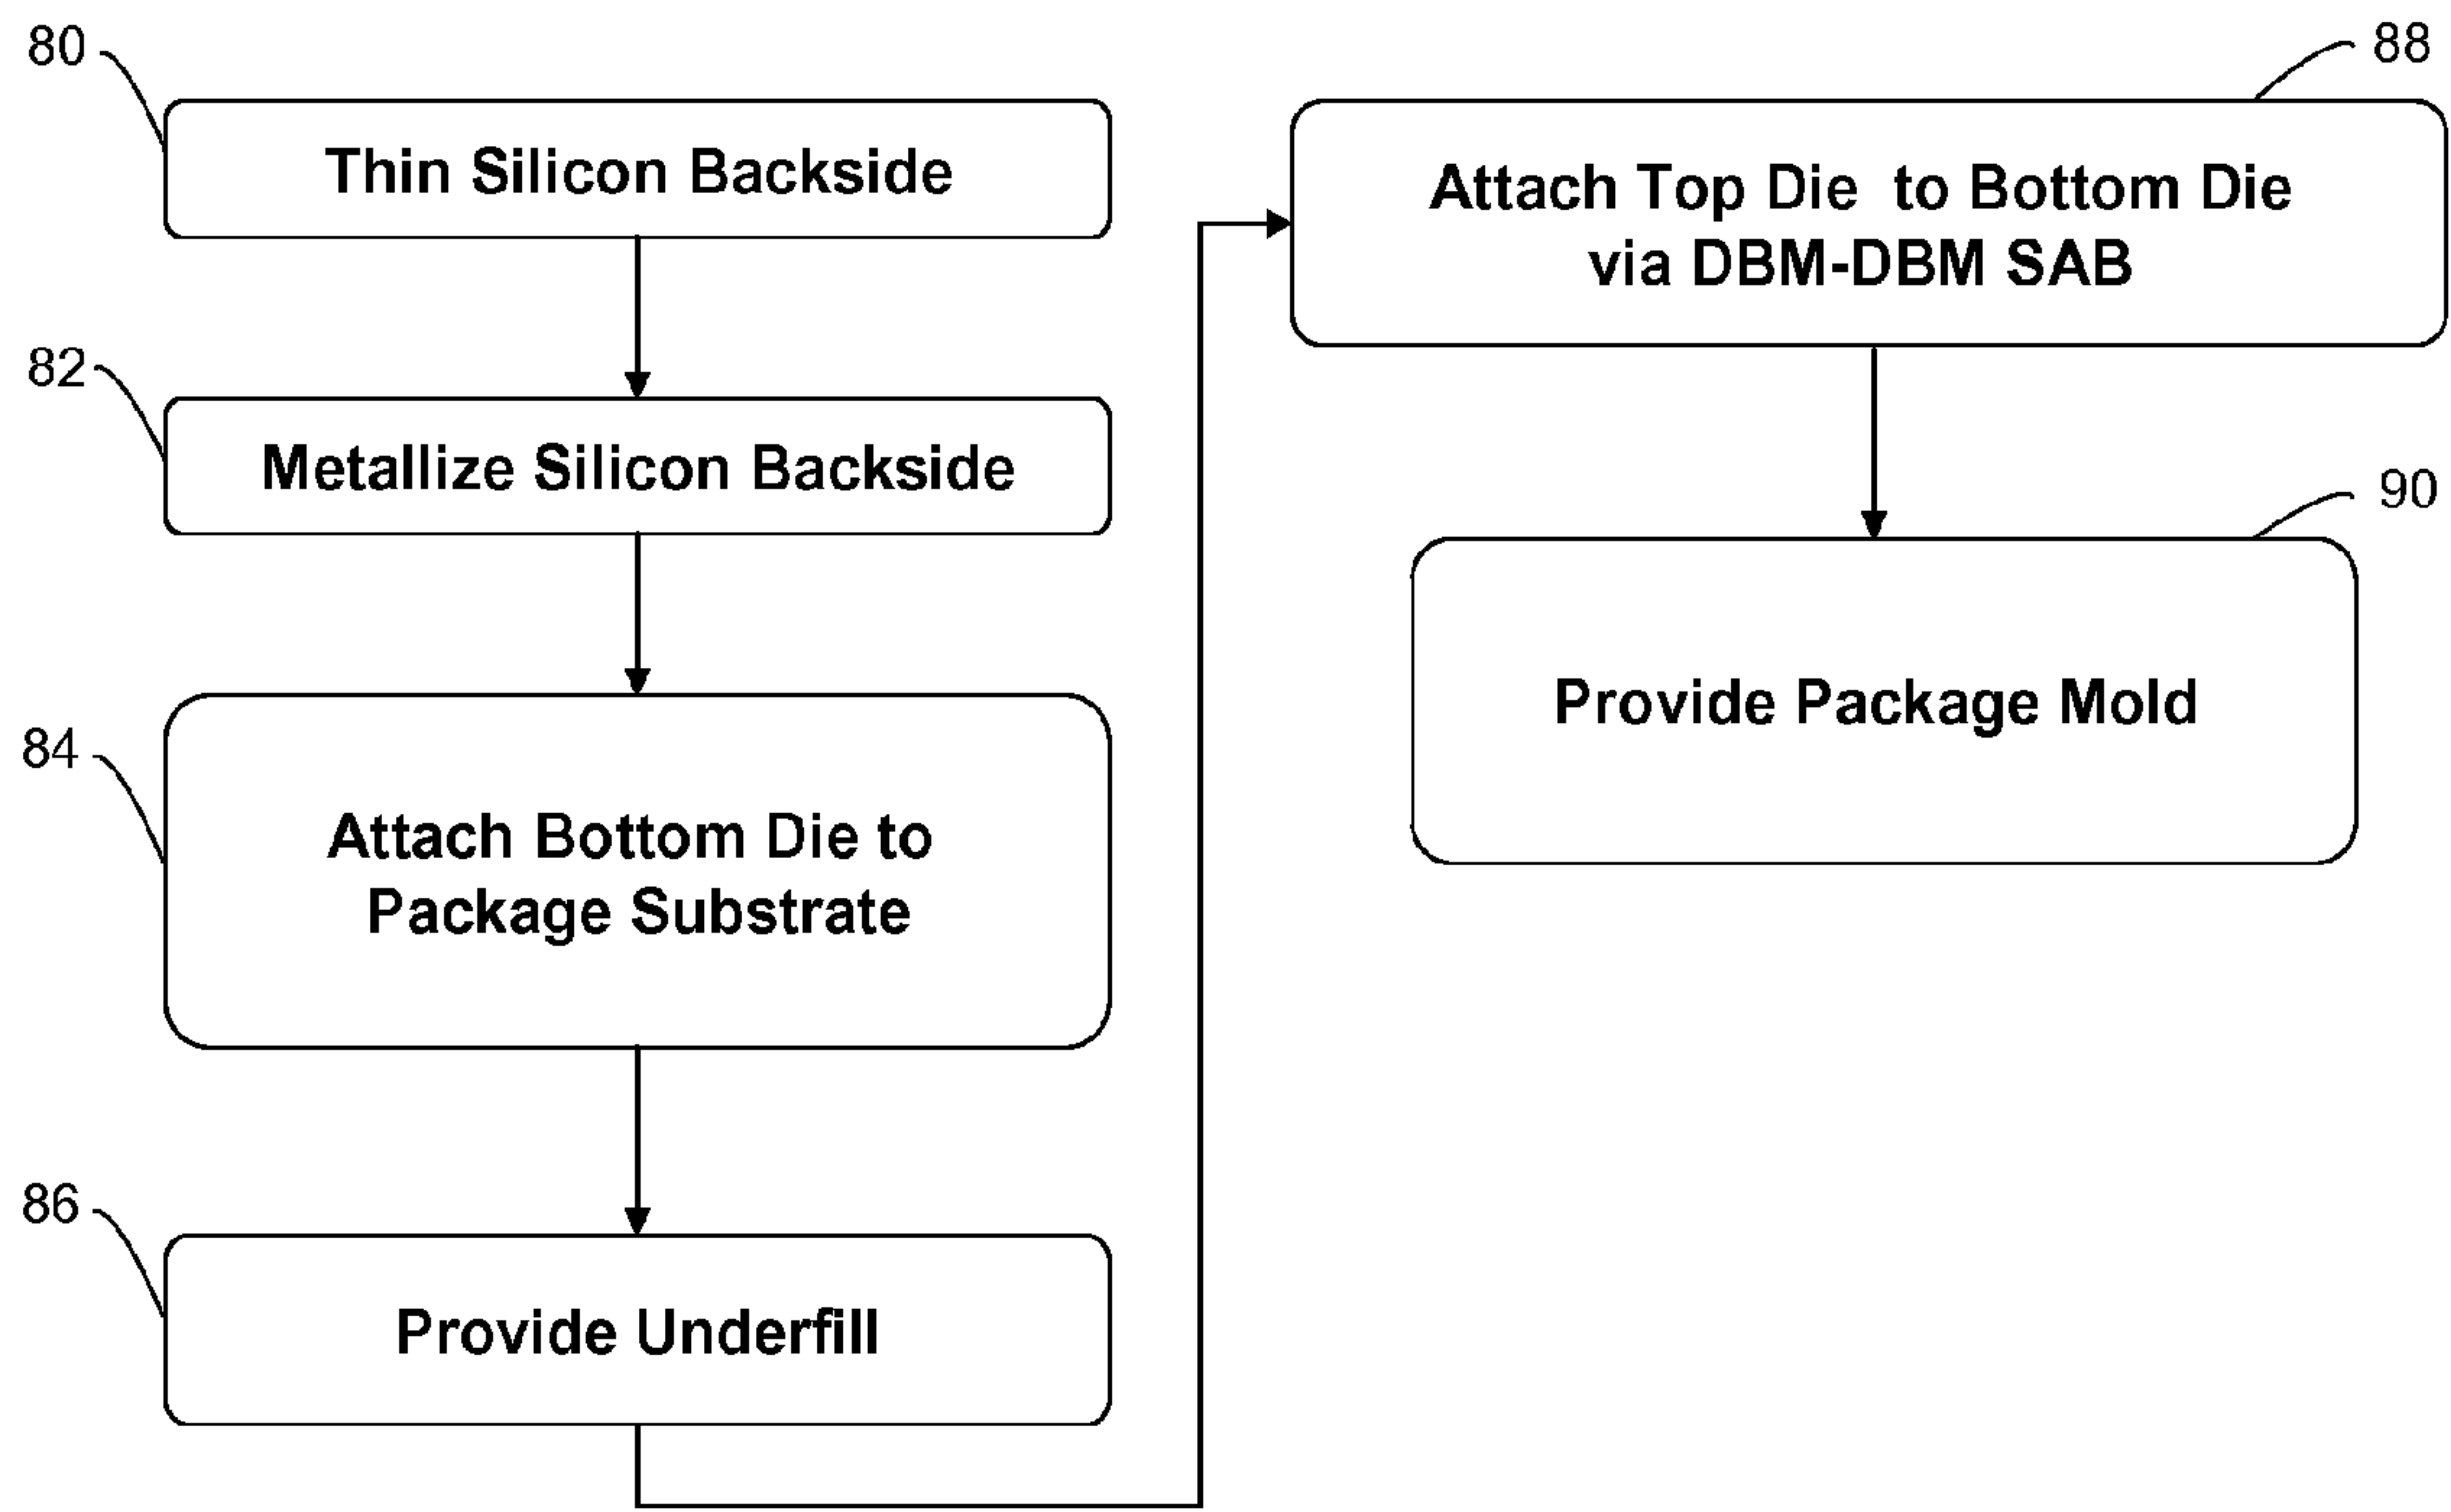 80
Thin Silicon Backside
82
Metallize Silicon Backside
84
Attach Bottom Die to
Package Substrate
86
Provide Underfill
88
Attach Top Die  to Bottom Die
via DBM-DBM SAB
90
Provide Package Mold